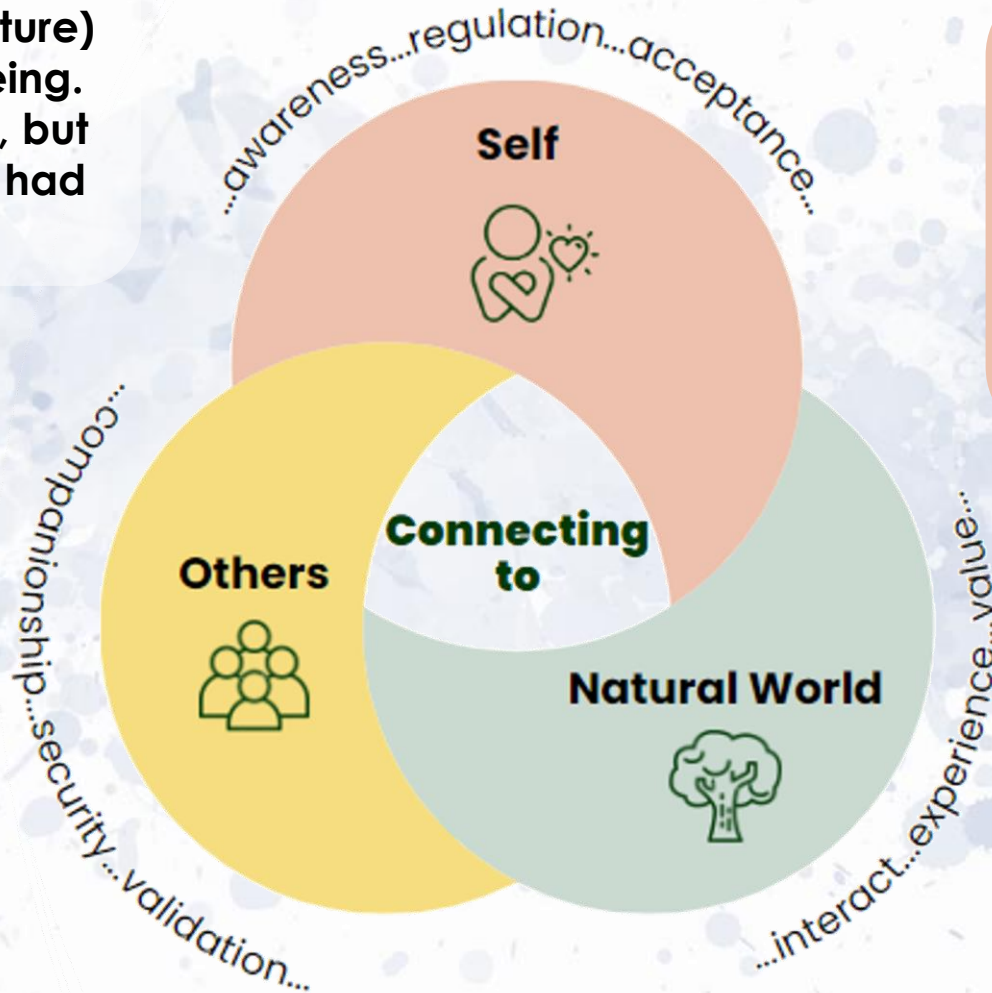 ture)
eing.
, but
had
...awareness...regulation...acceptance...
Self
...companionship...security...validation...
Others
Connecting
to
Natural World
...interact...experience...value...